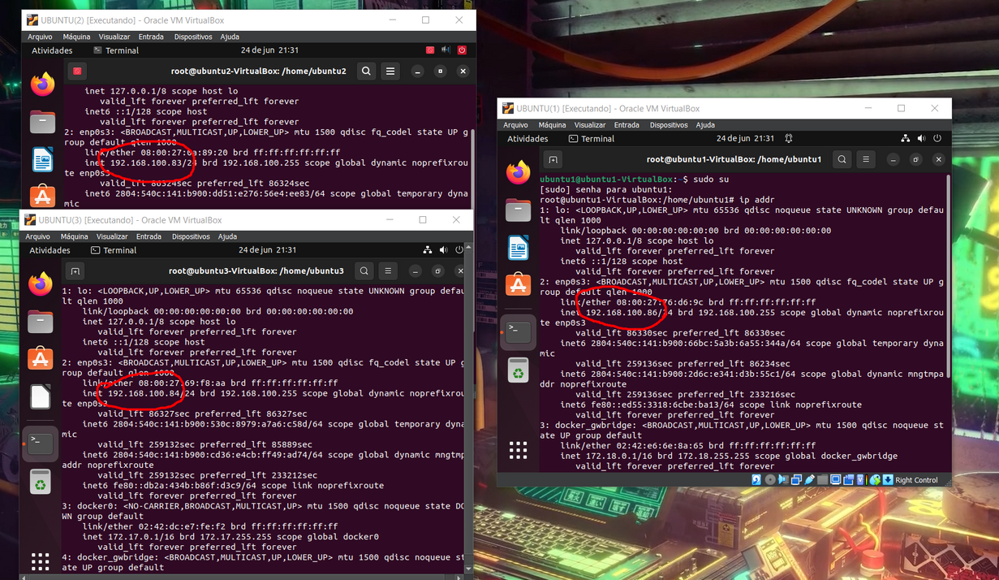 UBUNTU(2) [Executando] - Oracle VM VirtualBox
Arquivo Máquina Visualizar Entrada Dispositivos Ajuda
Atividades Terminal 24 de jun 21:31
root@ubuntu2-VirtualBox: /home/ubuntu2
inet 127.0.0.1/8 scope host lo
valid_lft forever preferred_lft forever
inet6 ::1/128 scope host
valid_lft forever preferred_lft forever
2: enp0s3: <BROADCAST,MULTICAST,UP,LOWER_UP> mtu 1500 qdisc fq_codel state UP g
roup default qlen 1000
link/ether 08:00:27:0a:89:20 brd ff:ff:ff:ff:ff:ff
inet 192.168.100.83/24 brd 192.168.100.255 scope global dynamic noprefixrou
te enp0s3
valid_lft 86324sec preferred_lft 86324sec
inet6 2804:540c:141:b900:dd51:e276:56e4:ee83/64 scope global temporary dyna
mic
UBUNTU(3) [Executando] - Oracle VM VirtualBox
Arquivo Máquina Visualizar Entrada Dispositivos Ajuda
Atividades Terminal 24 de jun 21:31
root@ubuntu3-VirtualBox: /home/ubuntu3
1: lo: <LOOPBACK,UP,LOWER_UP> mtu 65536 qdisc noqueue state UNKNOWN group defau
lt qlen 1000
link/loopback 00:00:00:00:00:00 brd 00:00:00:00:00:00
inet 127.0.0.1/8 scope host lo
valid_lft forever preferred_lft forever
inet6 ::1/128 scope host
valid_lft forever preferred_lft forever
2: enp0s3: <BROADCAST,MULTICAST,UP,LOWER_UP> mtu 1500 qdisc fq_codel state UP g
roup default qlen 1000
link/ether brd ff:ff:ff:ff:ff:ff
inet 192.168.100.84/24 brd 192.168.100.255 scope global dynamic noprefixrou
te enp0s3
valid_lft 86327sec preferred_lft 86327sec
inet6 2804:540c:141:b900:530c:8979:a7a6:c58d/64 scope global temporary dyna
mic
valid_lft 259132sec preferred_lft 85889sec
inet6 2804:540c:141:b900:cd36:e4cb:ff49:ad74/64 scope global dynamic mngtmp
addr noprefixroute
valid_lft 259132sec preferred_lft 233212sec
inet6 fe80::db2a:434b:b86f:d3c9/64 scope link noprefixroute
valid_lft forever preferred_lft forever
3: docker0: <NO-CARRIER,BROADCAST,MULTICAST,UP> mtu 1500 qdisc noqueue state DO
WN group default
link/ether 02:42:dc:e7:fe:f2 brd ff:ff:ff:ff:ff:ff
inet 172.17.0.1/16 brd 172.17.255.255 scope global docker0
valid_lft forever preferred_lft forever
4: docker_gwbridge: <BROADCAST,MULTICAST,UP,LOWER_UP> mtu 1500 qdisc noqueue st
ate UP group default
UBUNTU(1) [Executando] - Oracle VM VirtualBox
Arquivo Máquina Visualizar Entrada Dispositivos Ajuda
Atividades Terminal 24 de jun 21:31
root@ubuntu1-VirtualBox: /home/ubuntu1
ubuntu1@ubuntu1-VirtualBox:~$ sudo su
[sudo] senha para ubuntu1:
root@ubuntu1-VirtualBox:/home/ubuntu1# ip addr
1: lo: <LOOPBACK,UP,LOWER_UP> mtu 65536 qdisc noqueue state UNKNOWN group defau
lt qlen 1000
link/loopback 00:00:00:00:00:00 brd 00:00:00:00:00:00
inet 127.0.0.1/8 scope host lo
valid_lft forever preferred_lft forever
inet6 ::1/128 scope host
valid_lft forever preferred_lft forever
2: enp0s3: <BROADCAST,MULTICAST,UP,LOWER_UP> mtu 1500 qdisc fq_codel state UP g
roup default qlen 1000
link/ether 08:00:27:76:d6:9c brd ff:ff:ff:ff:ff:ff
inet 192.168.100.86/24 brd 192.168.100.255 scope global dynamic noprefixrou
te enp0s3
valid_lft 86330sec preferred_lft 86330sec
inet6 2804:540c:141:b900:66bc:5a3b:6a55:344a/64 scope global temporary dyna
mic
valid_lft 259136sec preferred_lft 86234sec
inet6 2804:540c:141:b900:2d6c:e341:d3b:55c1/64 scope global dynamic mngtmpa
ddr noprefixroute
valid_lft 259136sec preferred_lft 233216sec
inet6 fe80::ed55:3318:6cbe:ba13/64 scope link noprefixroute
valid_lft forever preferred_lft forever
3: docker_gwbridge: <BROADCAST,MULTICAST,UP,LOWER_UP> mtu 1500 qdisc noqueue st
ate UP group default
link/ether 02:42:e6:6e:8a:65 brd ff:ff:ff:ff:ff:ff
inet 172.18.0.1/16 brd 172.18.255.255 scope global docker_gwbridge
valid_lft forever preferred_lft forever
Right Control